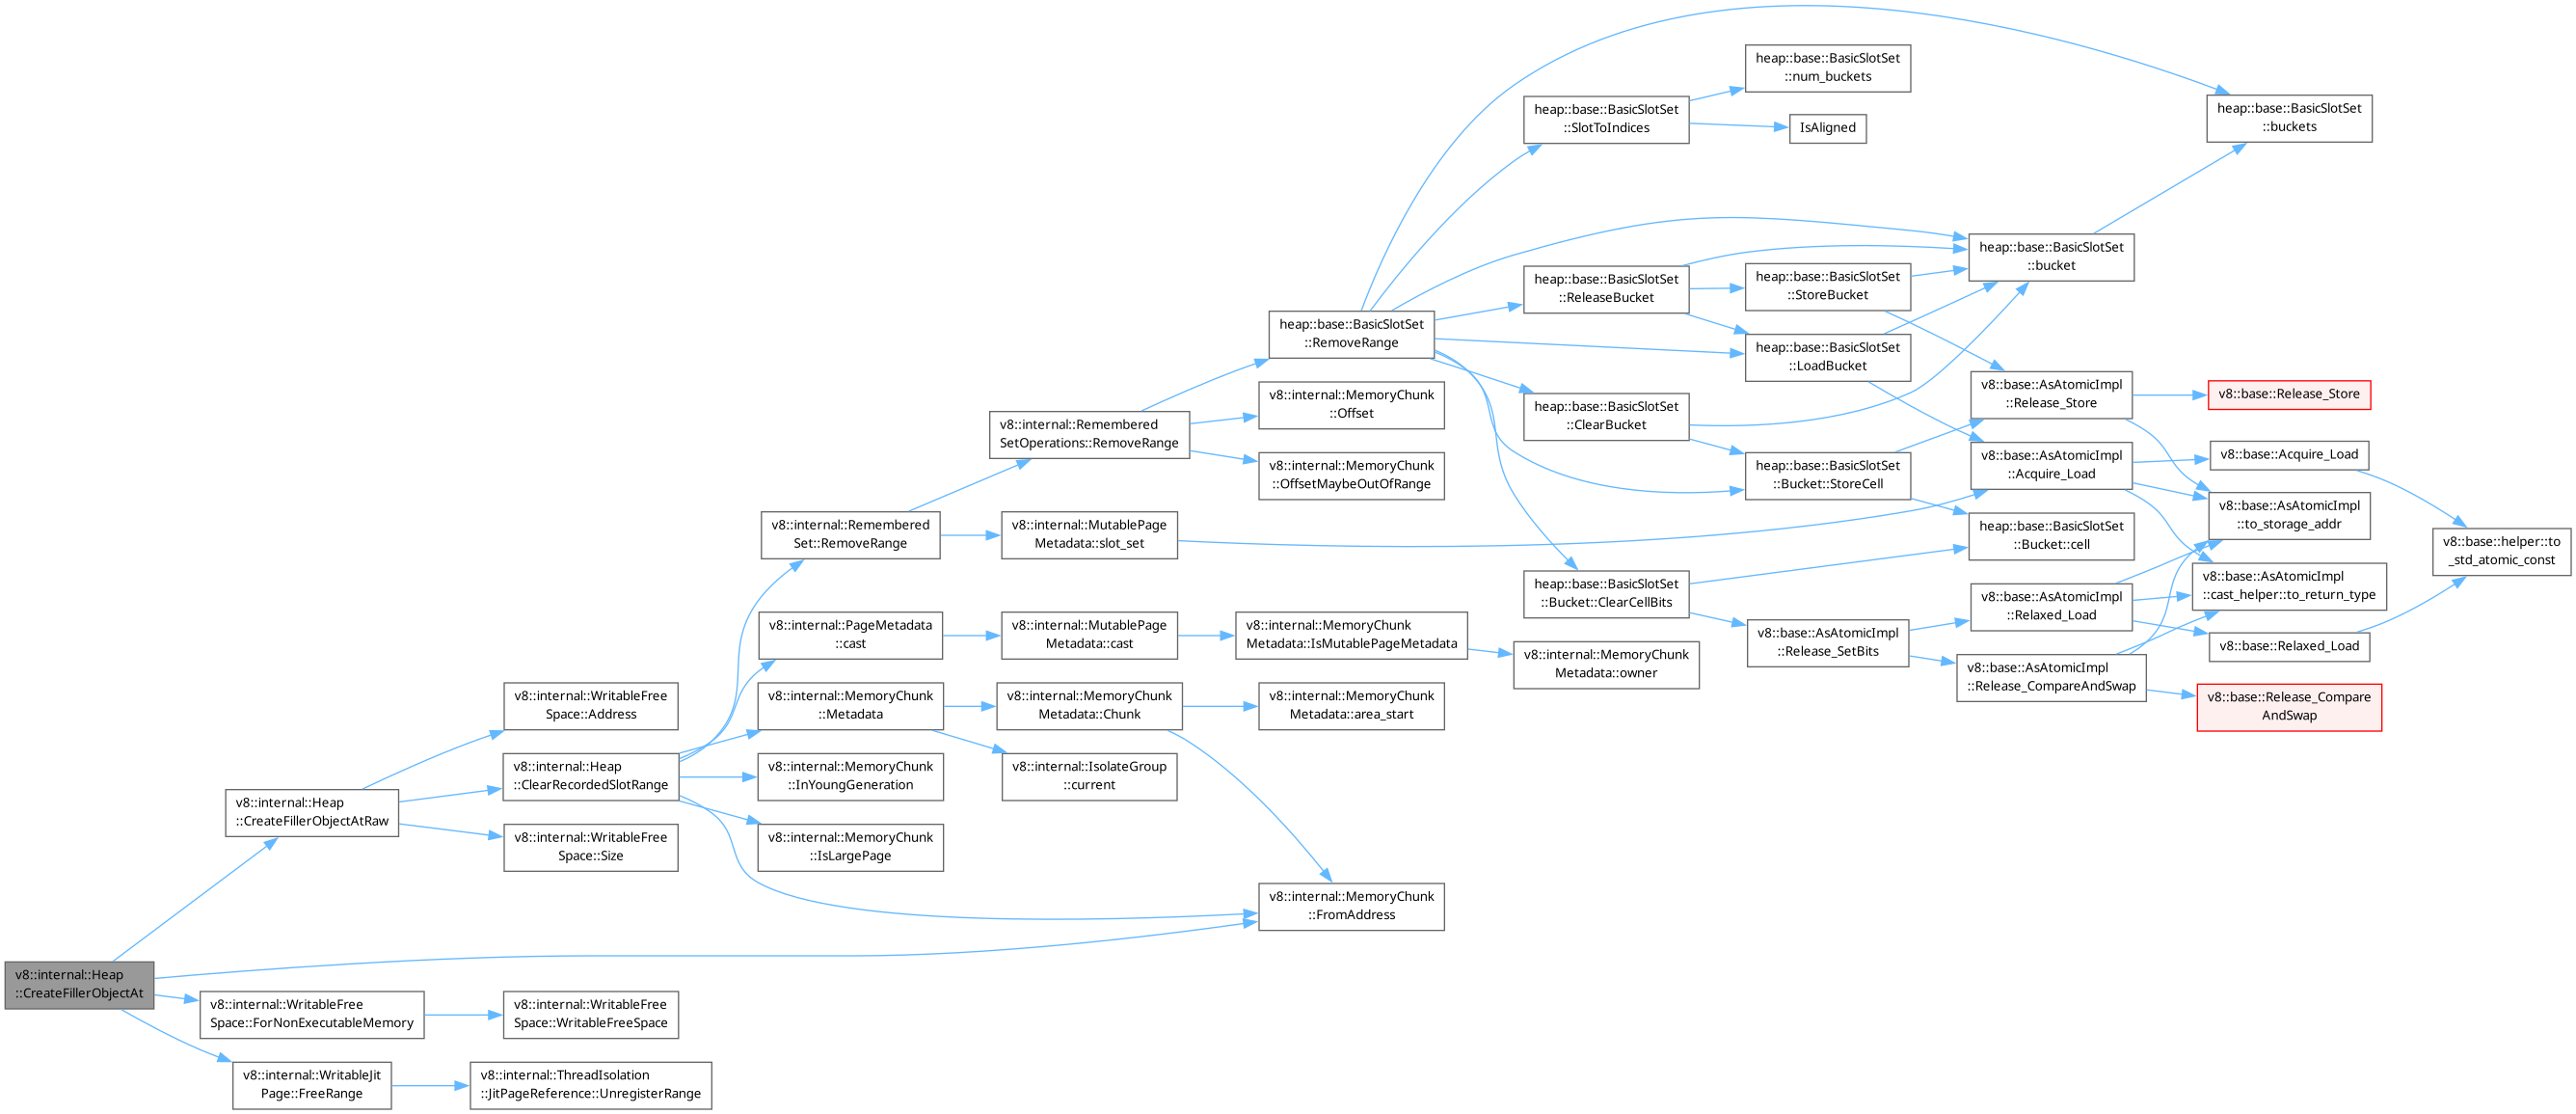 v8::internal::Heap
::CreateFillerObjectAt
v8::internal::Heap
::CreateFillerObjectAtRaw
v8::internal::WritableFree
Space::ForNonExecutableMemory
v8::internal::WritableJit
Page::FreeRange
v8::internal::WritableFree
Space::Address
v8::internal::Heap
::ClearRecordedSlotRange
v8::internal::WritableFree
Space::Size
v8::internal::WritableFree
Space::WritableFreeSpace
v8::internal::ThreadIsolation
::JitPageReference::UnregisterRange
v8::internal::Remembered
Set::RemoveRange
v8::internal::PageMetadata
::cast
v8::internal::MemoryChunk
::Metadata
v8::internal::MemoryChunk
::InYoungGeneration
v8::internal::MemoryChunk
::IsLargePage
v8::internal::Remembered
SetOperations::RemoveRange
v8::internal::MutablePage
Metadata::slot_set
v8::internal::MutablePage
Metadata::cast
v8::internal::MemoryChunk
Metadata::Chunk
v8::internal::IsolateGroup
::current
heap::base::BasicSlotSet
::RemoveRange
v8::internal::MemoryChunk
::Offset
v8::internal::MemoryChunk
::OffsetMaybeOutOfRange
v8::internal::MemoryChunk
Metadata::IsMutablePageMetadata
v8::internal::MemoryChunk
Metadata::area_start
v8::internal::MemoryChunk
::FromAddress
heap::base::BasicSlotSet
::SlotToIndices
heap::base::BasicSlotSet
::ReleaseBucket
heap::base::BasicSlotSet
::ClearBucket
heap::base::BasicSlotSet
::Bucket::ClearCellBits
v8::internal::MemoryChunk
Metadata::owner
heap::base::BasicSlotSet
::num_buckets
IsAligned
heap::base::BasicSlotSet
::StoreBucket
heap::base::BasicSlotSet
::LoadBucket
heap::base::BasicSlotSet
::Bucket::StoreCell
v8::base::AsAtomicImpl
::Release_SetBits
heap::base::BasicSlotSet
::bucket
v8::base::AsAtomicImpl
::Release_Store
v8::base::AsAtomicImpl
::Acquire_Load
heap::base::BasicSlotSet
::Bucket::cell
v8::base::AsAtomicImpl
::Relaxed_Load
v8::base::AsAtomicImpl
::Release_CompareAndSwap
heap::base::BasicSlotSet
::buckets
v8::base::Release_Store
v8::base::Acquire_Load
v8::base::AsAtomicImpl
::to_storage_addr
v8::base::AsAtomicImpl
::cast_helper::to_return_type
v8::base::Relaxed_Load
v8::base::Release_Compare
AndSwap
v8::base::helper::to
_std_atomic_const